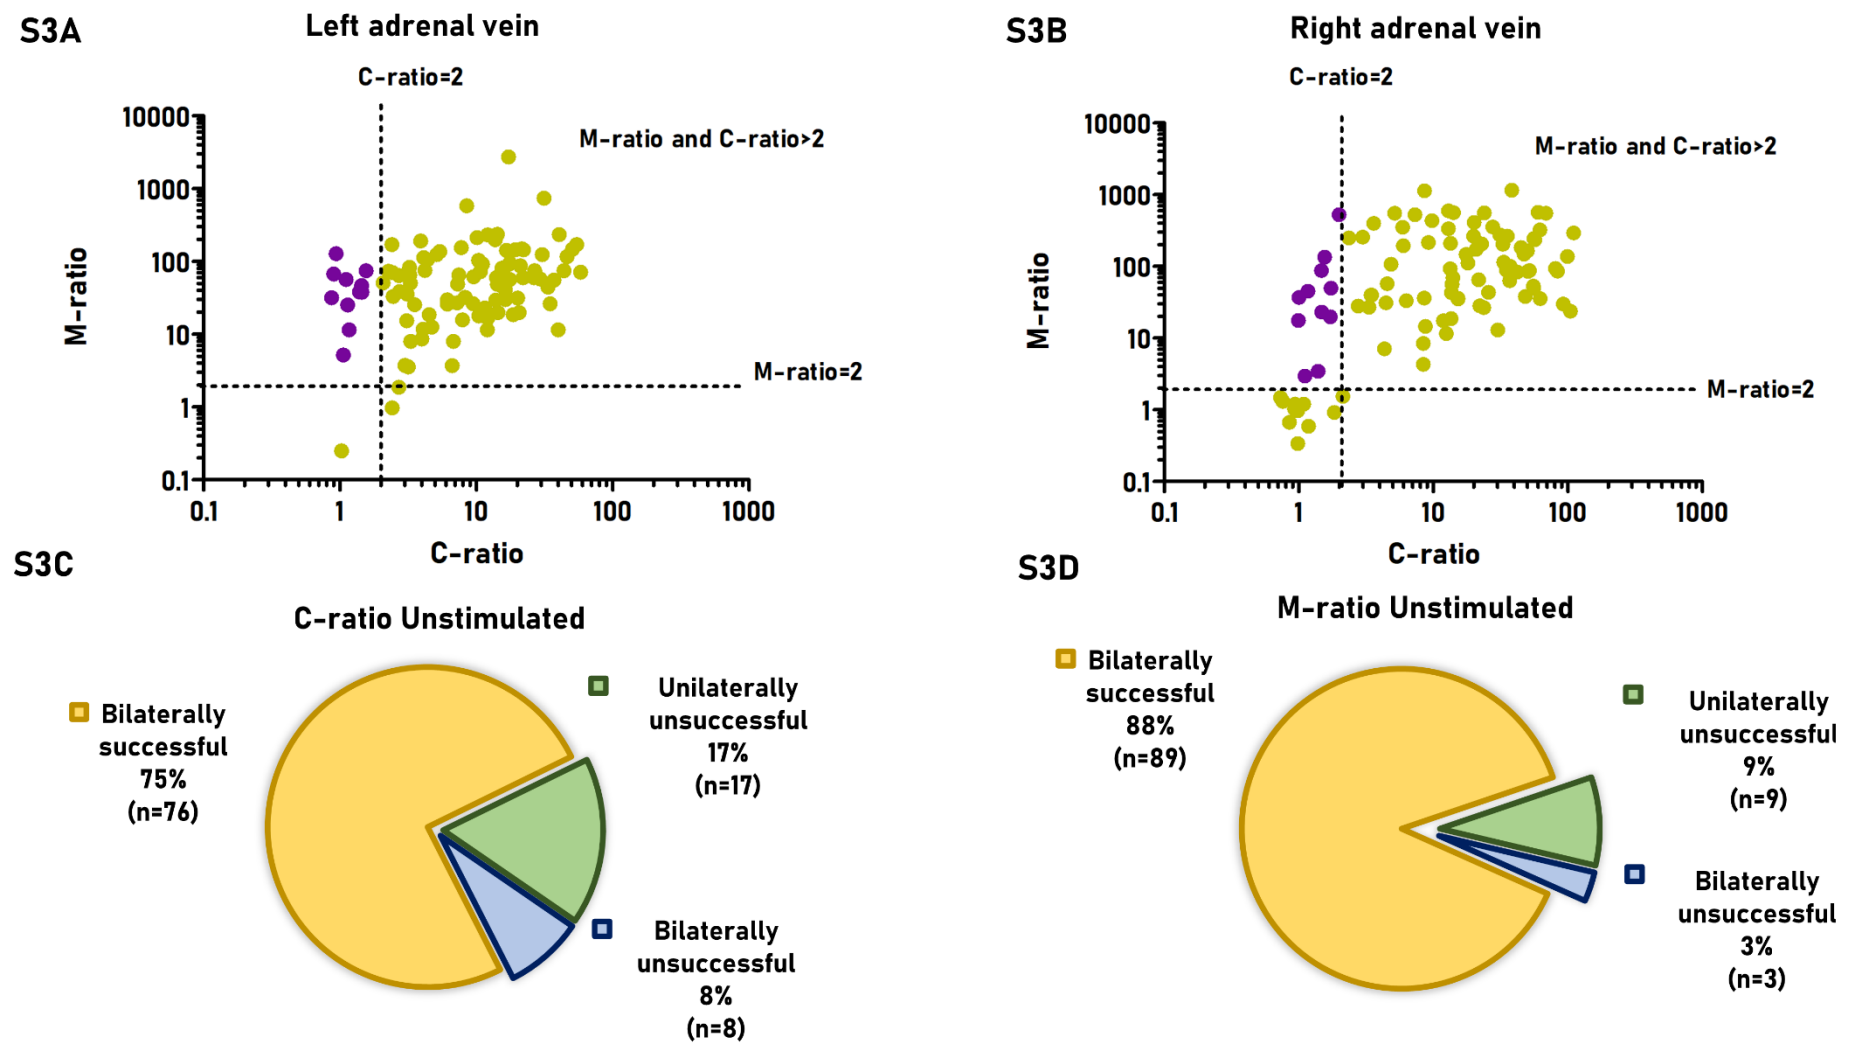 S3A
Left adrenal vein
C-ratio=2
M-ratio and C-ratio>2
10000
1000
100
10
1
0.1
M-ratio
M-ratio=2
0.1
1
10
100
1000
C-ratio
S3B
Right adrenal vein
C-ratio=2
M-ratio and C-ratio>2
10000
1000
100
10
1
0.1
M-ratio
M-ratio=2
0.1
1
10
100
1000
C-ratio
S3C
C-ratio Unstimulated
Bilaterally
successful
75%
(n=76)
Unilaterally
unsuccessful
17%
(n=17)
Bilaterally
unsuccessful
8%
(n=8)
S3D
M-ratio Unstimulated
Bilaterally
successful
88%
(n=89)
Unilaterally
unsuccessful
9%
(n=9)
Bilaterally
unsuccessful
3%
(n=3)